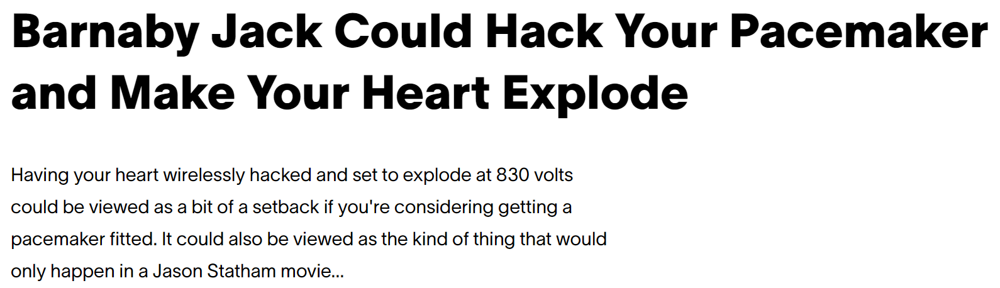 Barnaby Jack Could Hack Your Pacemaker
and Make Your Heart Explode
Having your heart wirelessly hacked and set to explode at 830 volts
could be viewed as a bit of a setback if you're considering getting a
pacemaker fitted. It could also be viewed as the kind of thing that would
only happen in a Jason Statham movie...